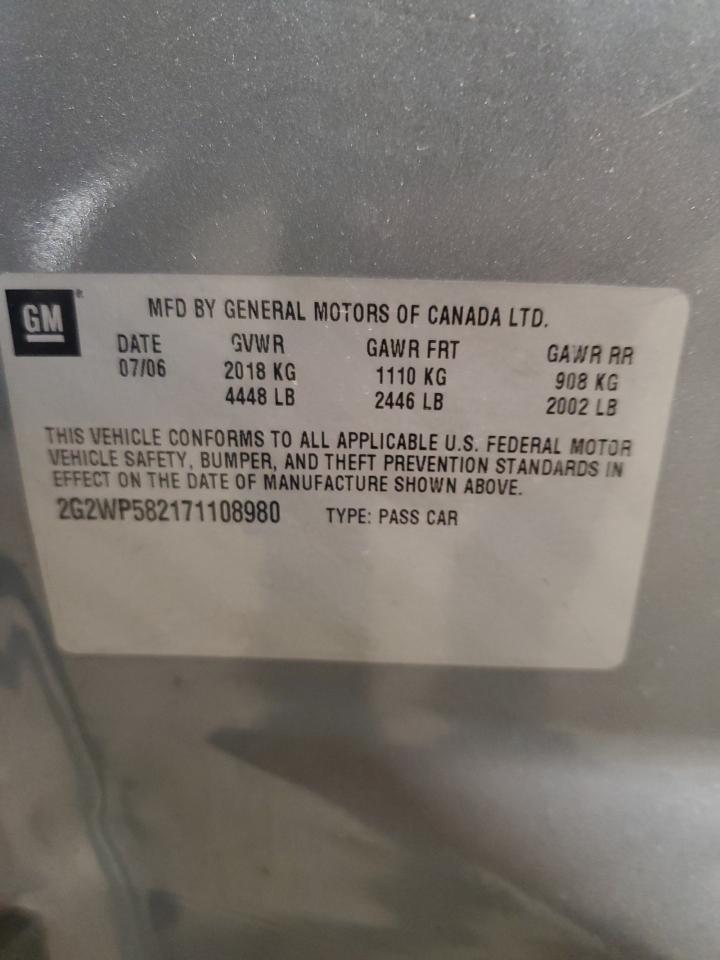 GM®
MFD BY GENERAL MOTORS OF CANADA LTD.
DATE GVWR GAWR FRT GAWR RR
07/06 2018 KG 1110 KG 908 KG
4448 LB 2446 LB 2002 LB
THIS VEHICLE CONFORMS TO ALL APPLICABLE U.S. FEDERAL MOTOR
VEHICLE SAFETY, BUMPER, AND THEFT PREVENTION STANDARDS IN
EFFECT ON THE DATE OF MANUFACTURE SHOWN ABOVE.
2G2WP582171108980 TYPE: PASS CAR